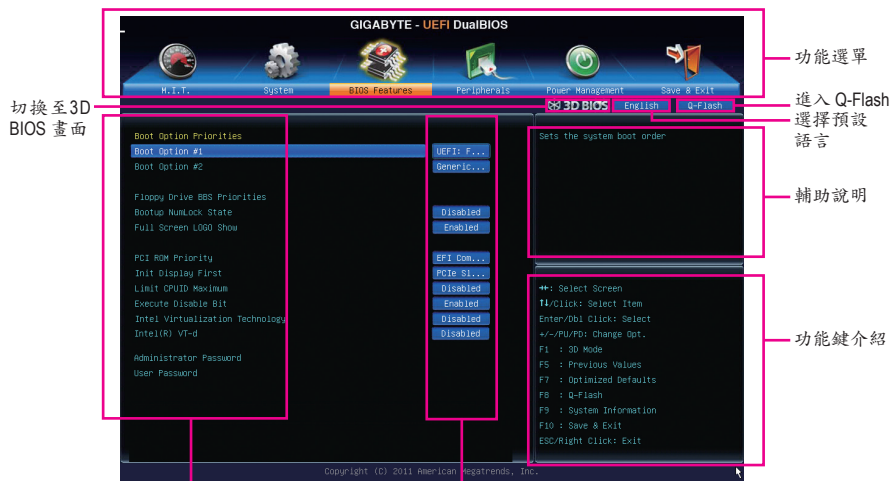 GIGABYTE - UEFI DualBIOS
功能選單
M.I.T. System BIOS Features Peripherals Power Management Save & Exit
切換至3D
BIOS 畫面
3D BIOS English Q-Flash
進入 Q-Flash
選擇預設
語言
Boot Option Priorities
Boot Option #1 UEFI: F...
Boot Option #2 Generic...
Floppy Drive BBS Priorities
Bootup NumLock State Disabled
Full Screen LOGO Show Enabled
PCI ROM Priority EFI Com...
Init Display First PCIe Sl...
Limit CPUID Maximum Disabled
Execute Disable Bit Enabled
Intel Virtualization Technology Disabled
Intel(R) VT-d Disabled
Administrator Password
User Password
Sets the system boot order
輔助說明
→←: Select Screen
↑↓/Click: Select Item
Enter/Dbl Click: Select
+/-/PU/PD: Change Opt.
F1 : 3D Mode
F5 : Previous Values
F7 : Optimized Defaults
F8 : Q-Flash
F9 : System Information
F10 : Save & Exit
ESC/Right Click: Exit
功能鍵介紹
Copyright (C) 2011 American Megatrends, Inc.